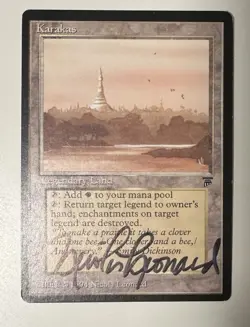 Karakas
Legendary Land
: Add to your mana pool
: Return target legend to owner's
hand; enchantments on target
legend are destroyed.
"To make a prairie it takes a clover
and one bee,/ One clover, and a bee,/
And revery." Emily Dickinson